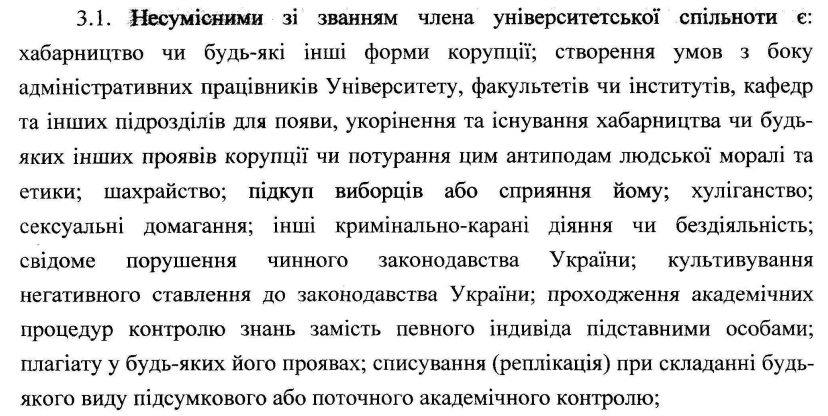 3.1. Несумісними зі званням члена університетської спільноти є:
хабарництво чи будь-які інші форми корупції; створення умов з боку
адміністративних працівників Університету, факультетів чи інститутів, кафедр
та інших підрозділів для появи, укорінення та існування хабарництва чи будь-
яких інших проявів корупції чи потурання цим антиподам людської моралі та
етики; шахрайство; підкуп виборців або сприяння йому; хуліганство;
сексуальні домагання; інші кримінально-карані діяння чи бездіяльність;
свідоме порушення чинного законодавства України; культивування
негативного ставлення до законодавства України; проходження академічних
процедур контролю знань замість певного індивіда підставними особами;
плагіату у будь-яких його проявах; списування (реплікація) при складанні будь-
якого виду підсумкового або поточного академічного контролю;